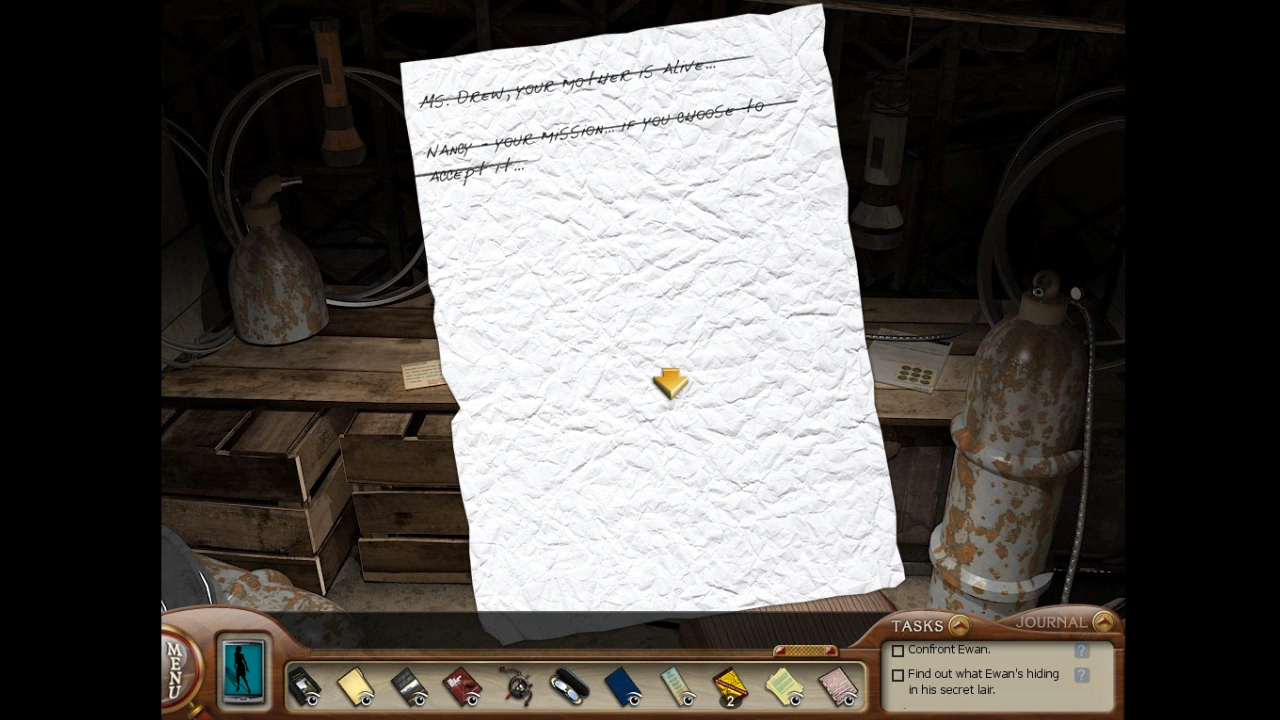 MS. DREW, YOUR MOTHER IS ALIVE...
NANCY - YOUR MISSION... IF YOU CHOOSE TO
ACCEPT IT...
MENU
2
TASKS
JOURNAL
Confront Ewan.
?
Find out what Ewan's hiding
in his secret lair.
?